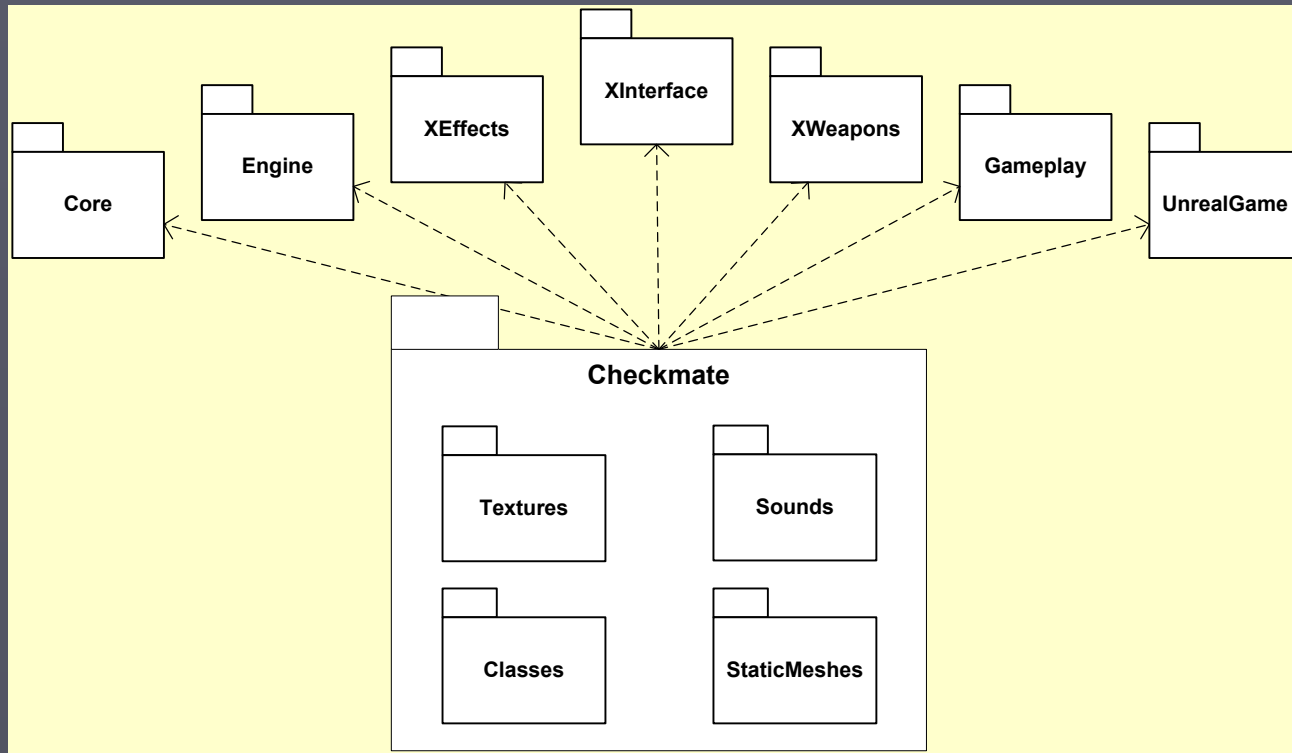 XInterface
XEffects
XWeapons
Engine
Gameplay
Core
UnrealGame
Checkmate
Textures
Sounds
Classes
StaticMeshes